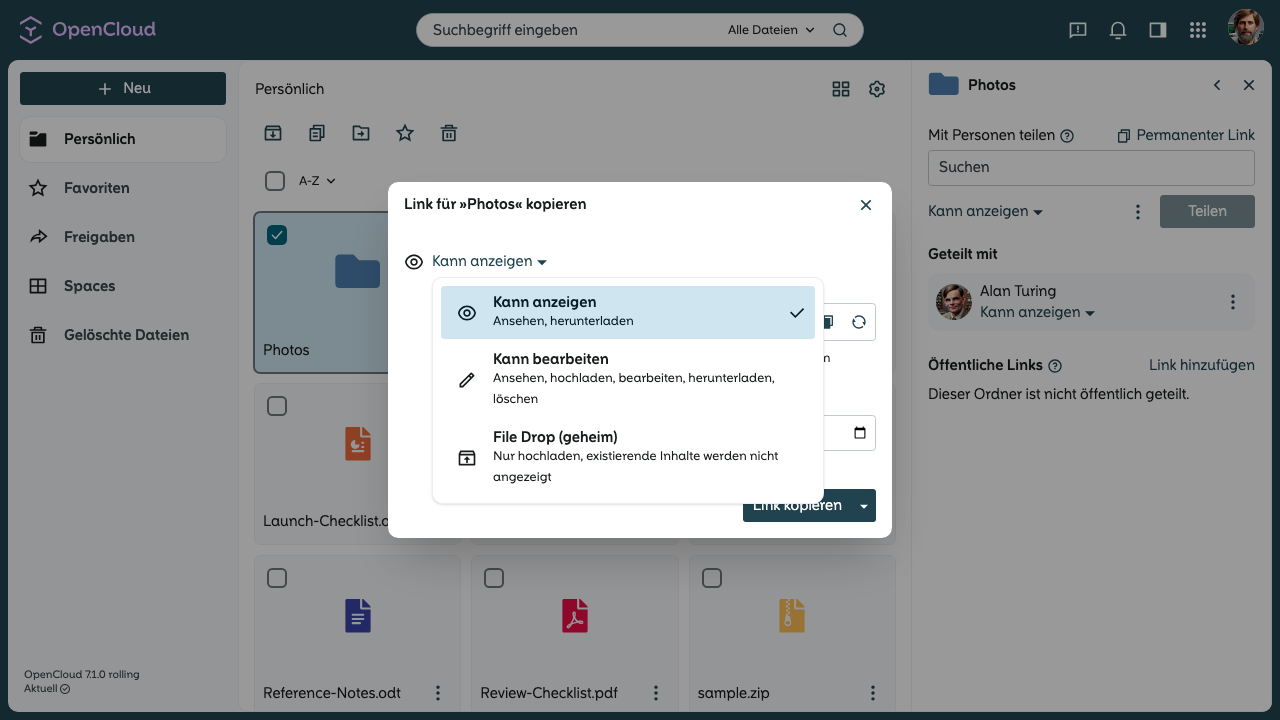 OpenCloud
Suchbegriff eingeben
Alle Dateien
Neu
Persönlich
Favoriten
Freigaben
Spaces
Gelöschte Dateien
OpenCloud 7.1.0 rolling
Aktuell
Persönlich
A-Z
Photos
Launch-Checklist.o
Reference-Notes.odt
Review-Checklist.pdf
sample.zip
Link für »Photos« kopieren
Kann anzeigen
Kann anzeigen
Ansehen, herunterladen
Kann bearbeiten
Ansehen, hochladen, bearbeiten, herunterladen,
löschen
File Drop (geheim)
Nur hochladen, existierende Inhalte werden nicht
angezeigt
Link kopieren
Photos
Mit Personen teilen
Permanenter Link
Suchen
Kann anzeigen
Teilen
Geteilt mit
Alan Turing
Kann anzeigen
Öffentliche Links
Link hinzufügen
Dieser Ordner ist nicht öffentlich geteilt.